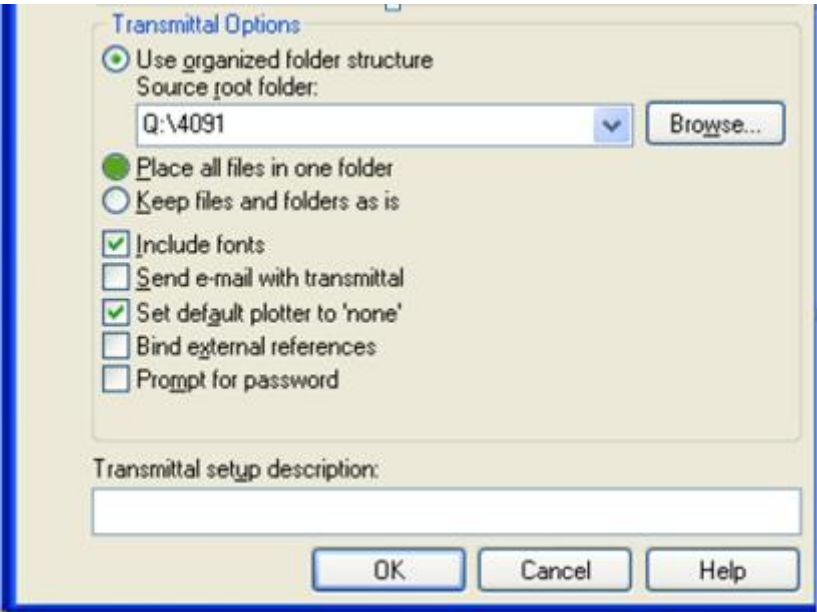 Transmittal Options
Use organized folder structure
Source root folder:
Q:\4091
Browse...
Place all files in one folder
Keep files and folders as is
Include fonts
Send e-mail with transmittal
Set default plotter to 'none'
Bind external references
Prompt for password
Transmittal setup description:
OK Cancel Help